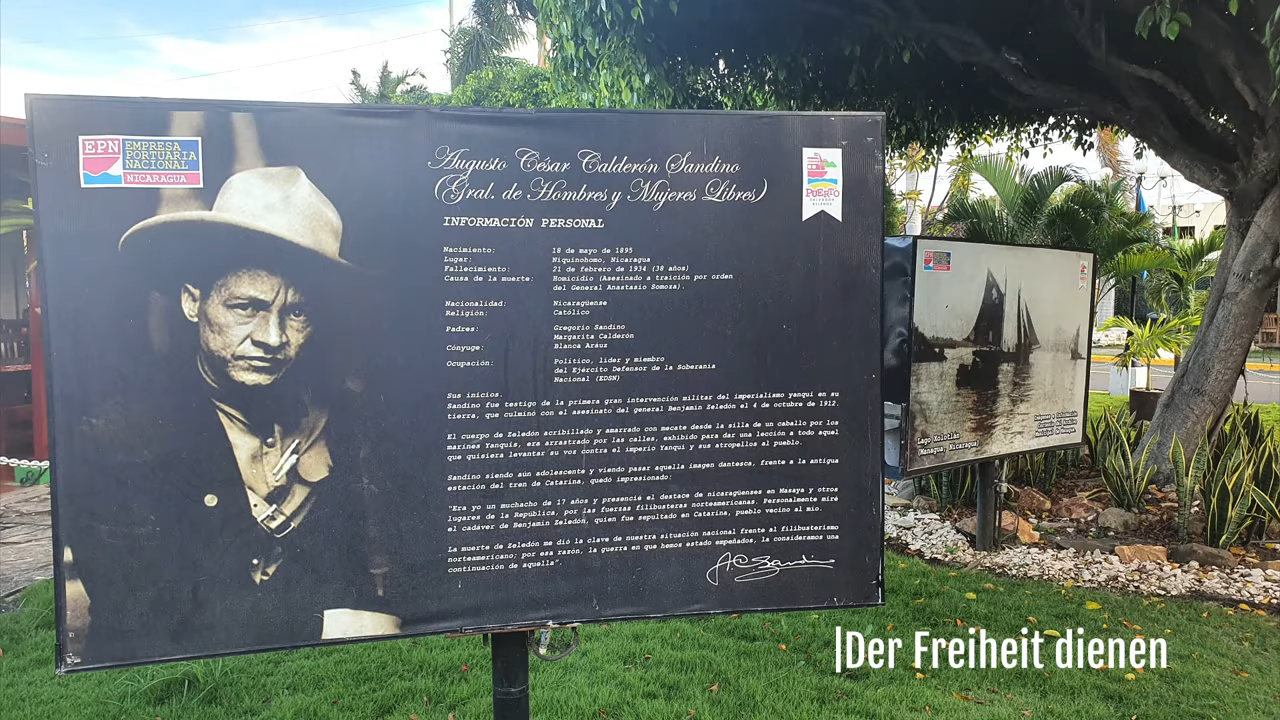 EPN
EMPRESA
PORTUARIA
NACIONAL
NICARAGUA
Augusto César Calderón Sandino
(Gral. de Hombres y Mujeres Libres)
PUERTO
SALVADOR
ALLENDE
INFORMACIÓN PERSONAL
Nacimiento: 18 de mayo de 1895
Lugar: Niquinohomo, Nicaragua
Fallecimiento: 21 de febrero de 1934 (38 años)
Causa de la muerte: Homicidio (Asesinado a traición por orden
del General Anastasio Somoza).
Nacionalidad: Nicaragüense
Religión: Católico
Padres: Gregorio Sandino
Margarita Calderón
Cónyuge: Blanca Aráuz
Ocupación: Político, líder y miembro
del Ejército Defensor de la Soberanía
Nacional (EDSN)
Sus inicios.
Sandino fue testigo de la primera gran intervención militar del imperialismo yanqui en su
tierra, que culminó con el asesinato del general Benjamín Zeledón el 4 de octubre de 1912.
El cuerpo de Zeledón acribillado y amarrado con mecate desde la silla de un caballo por los
marines Yanquis, era arrastrado por las calles, exhibido para dar una lección a todo aquel
que quisiera levantar su voz contra el imperio Yanqui y sus atropellos al pueblo.
Sandino siendo aún adolescente y viendo pasar aquella imagen dantesca, frente a la antigua
estación del tren de Catarina, quedó impresionado:
"Era yo un muchacho de 17 años y presencié el destace de nicaragüenses en Masaya y otros
lugares de la República, por las fuerzas filibusteras norteamericanas. Personalmente miré
el cadáver de Benjamín Zeledón, quien fue sepultado en Catarina, pueblo vecino al mío.
La muerte de Zeledón me dió la clave de nuestra situación nacional frente al filibusterismo
norteamericano; por esa razón, la guerra en que hemos estado empeñados, la consideramos una
continuación de aquella".
A.C. Sandino
EPN
Lago Xolotlán
(Managua, Nicaragua)
|Der Freiheit dienen